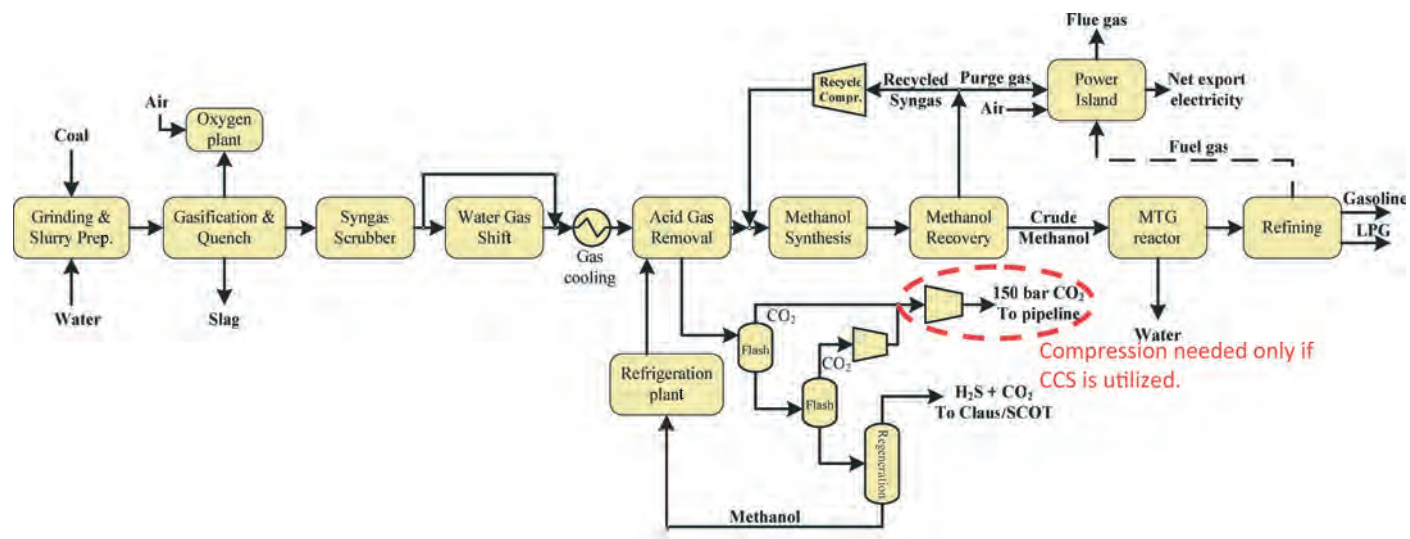 Flue gas
Recycle
Compr.
Recycled
Syngas
Purge gas
Power
Island
Net export
electricity
Air
Air
Oxygen
plant
Coal
Fuel gas
Grinding &
Slurry Prep.
Gasification &
Quench
Syngas
Scrubber
Water Gas
Shift
Gas
cooling
Acid Gas
Removal
Methanol
Synthesis
Methanol
Recovery
Crude
Methanol
MTG
reactor
Refining
Gasoline
LPG
Water
Slag
CO₂
150 bar CO₂
To pipeline
Water
Flash
CO₂
Compression needed only if
CCS is utilized.
Refrigeration
plant
Flash
H₂S + CO₂
To Claus/SCOT
Regeneration
Methanol